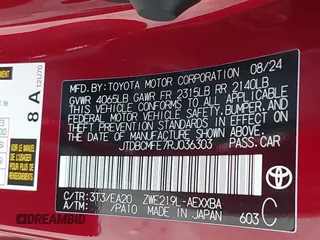 MFD. BY: TOYOTA MOTOR CORPORATION 08/24
GVWR 4065LB GAWR FR 2315LB RR 2140LB
THIS VEHICLE CONFORMS TO ALL APPLICABLE
FEDERAL MOTOR VEHICLE SAFETY, BUMPER, AND
THEFT PREVENTION STANDARDS IN EFFECT ON THE
DATE OF MANUFACTURE SHOWN ABOVE.
JTDBCMFE7RJ036303 PASS.CAR
C/TR: 3T3/EA20 ZWE219L-AEXXBA
A/TM: /PA10 MADE IN JAPAN 603 C
TOYOTA
8 A
12U70
DREAMBID